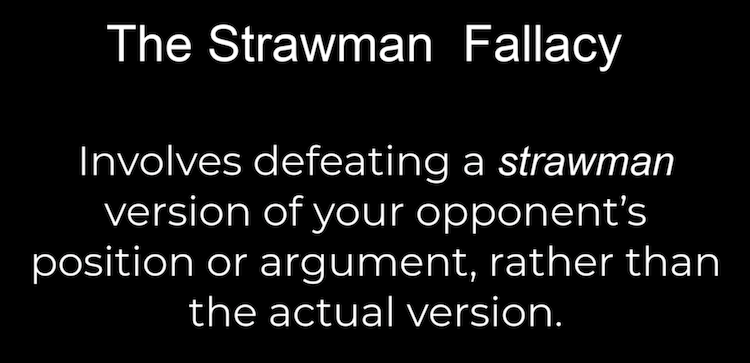 The Strawman Fallacy
Involves defeating a strawman
version of your opponent’s
position or argument, rather than
the actual version.